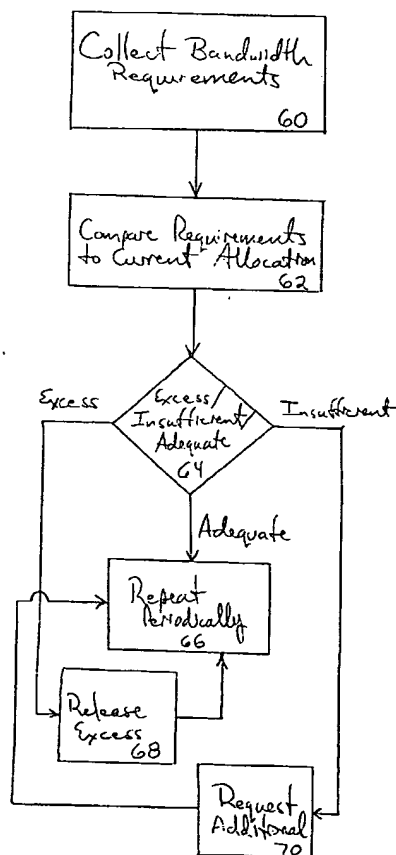 Collect Bandwidth
Requirements
60
Compare Requirements
to Current Allocation
62
Excess/
Insufficient/
Adequate
64
Excess
Insufficient
Adequate
Repeat
Periodically
66
Release
Excess
68
Request
Additional
70